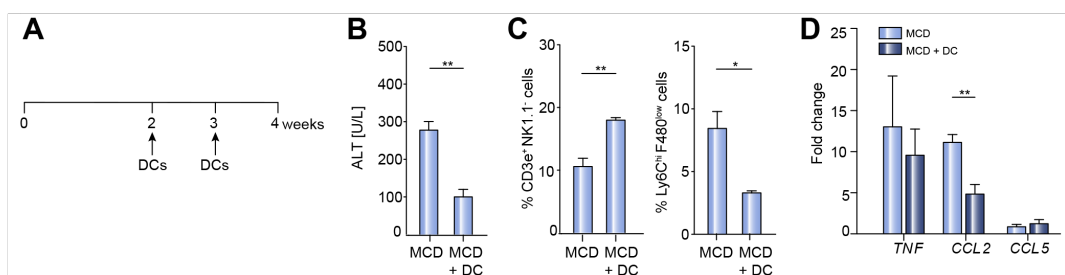 A
0
2
3
4 weeks
DCs
DCs
B
ALT [U/L]
500
400
300
200
100
0
MCD
MCD + DC
**
C
% CD3e⁺ NK1.1⁻ cells
30
20
10
0
MCD
MCD + DC
**
% Ly6Cʰⁱ F480ˡᵒʷ cells
15
10
5
0
MCD
MCD + DC
*
D
MCD
MCD + DC
Fold change
25
20
15
10
5
0
**
TNF
CCL2
CCL5